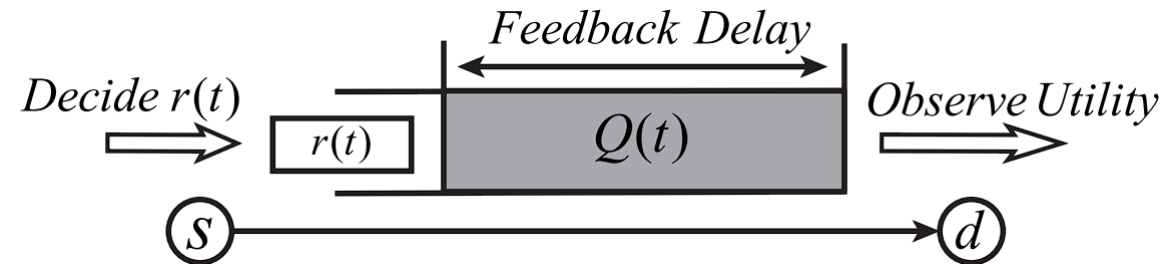 Feedback Delay
Decide r(t)
r(t)
Q(t)
Observe Utility
s
d